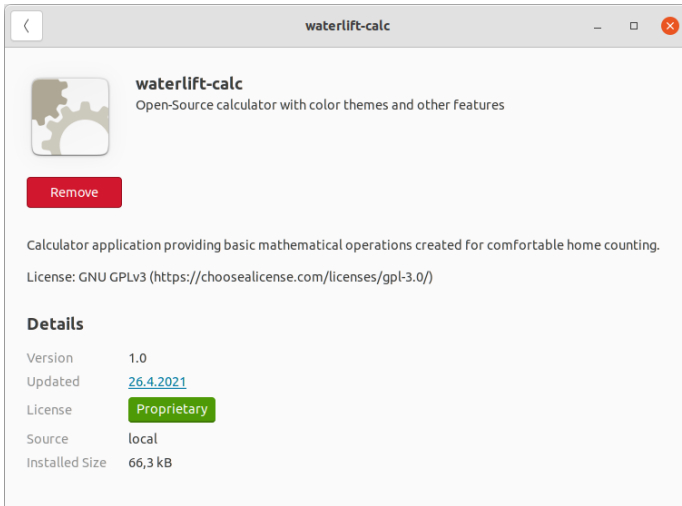 waterlift-calc
waterlift-calc
Open-Source calculator with color themes and other features
Remove
Calculator application providing basic mathematical operations created for comfortable home counting.
License: GNU GPLv3 (https://choosealicense.com/licenses/gpl-3.0/)
Details
Version 1.0
Updated 26.4.2021
License Proprietary
Source local
Installed Size 66,3 kB